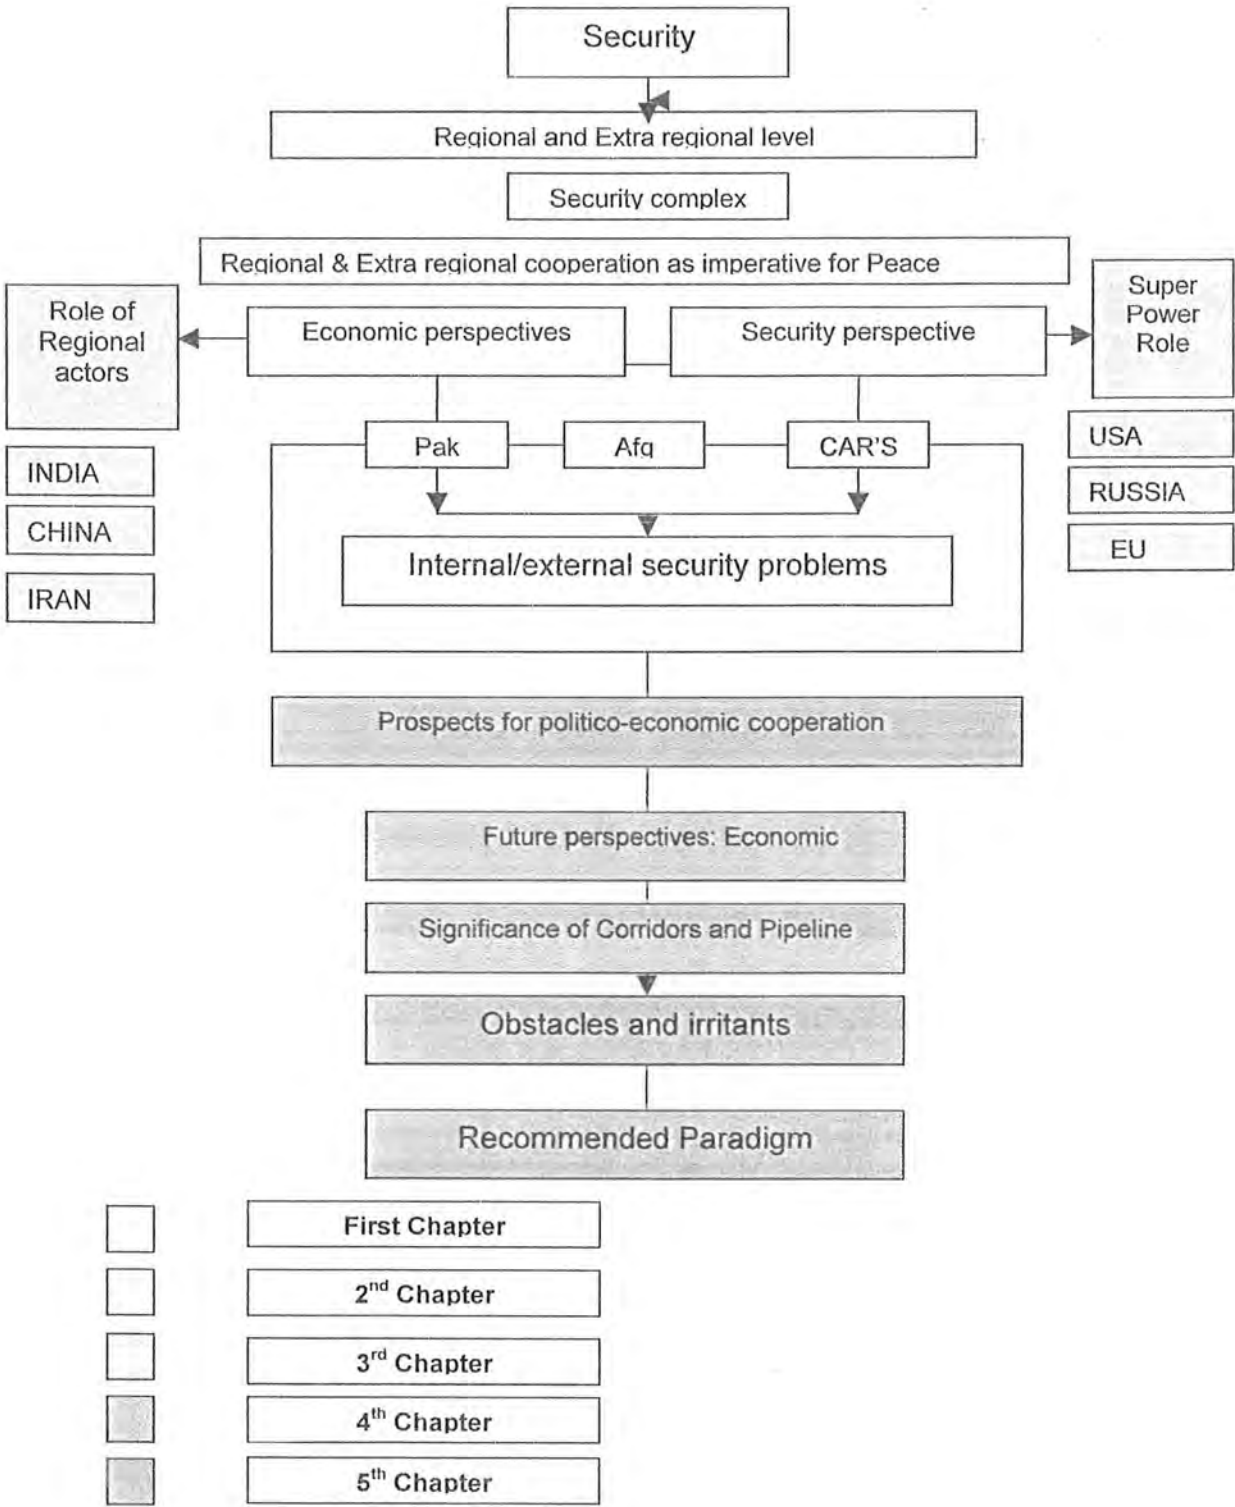 Security
Regional and Extra regional level
Security complex
Regional & Extra regional cooperation as imperative for Peace
Role of
Regional
actors
Economic perspectives
Security perspective
Super
Power
Role
Pak
Afg
CAR'S
INDIA
CHINA
IRAN
USA
RUSSIA
EU
Internal/external security problems
Prospects for politico-economic cooperation
Future perspectives: Economic
Significance of Corridors and Pipeline
Obstacles and irritants
Recommended Paradigm
First Chapter
2nd Chapter
3rd Chapter
4th Chapter
5th Chapter